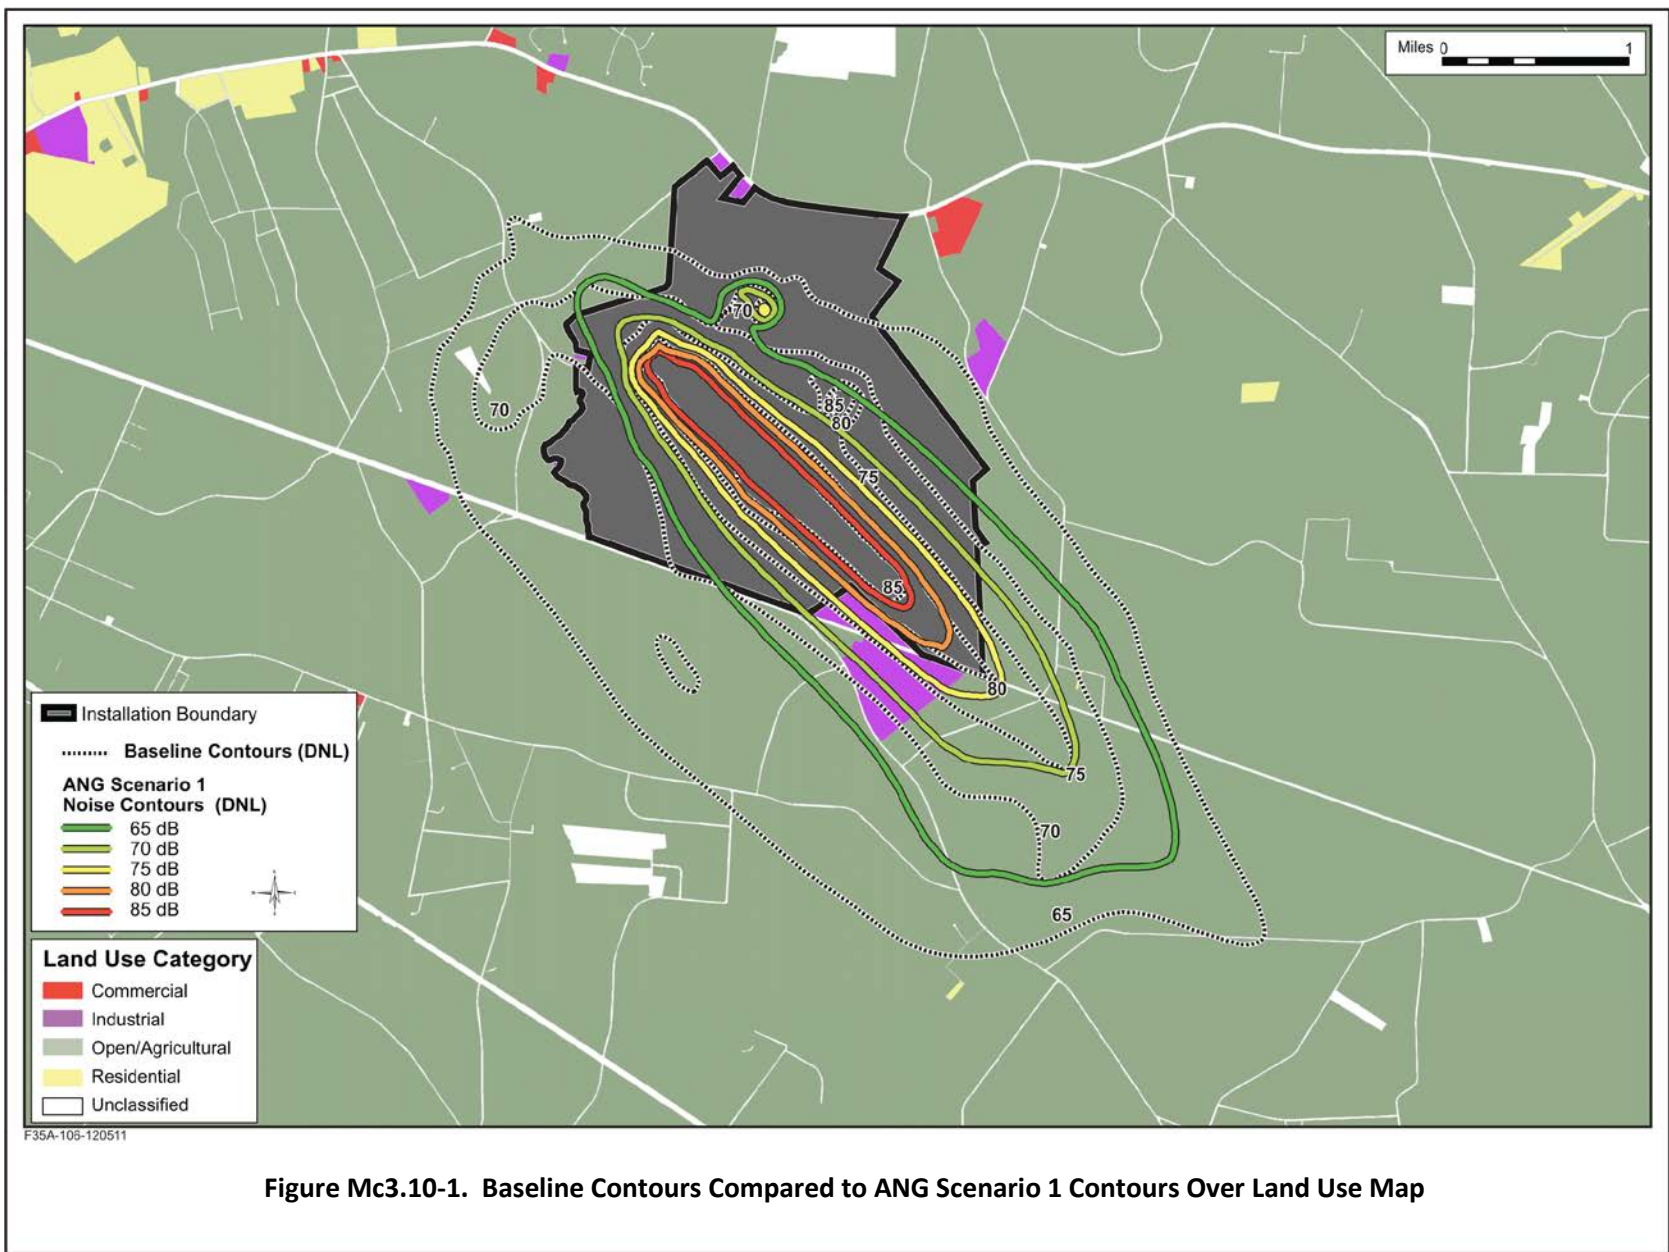 Miles 0 1
70
70
85
80
75
85
80
75
70
65
Installation Boundary
Baseline Contours (DNL)
ANG Scenario 1
Noise Contours (DNL)
65 dB
70 dB
75 dB
80 dB
85 dB
Land Use Category
Commercial
Industrial
Open/Agricultural
Residential
Unclassified
F35A-106-120511
Figure Mc3.10-1. Baseline Contours Compared to ANG Scenario 1 Contours Over Land Use Map